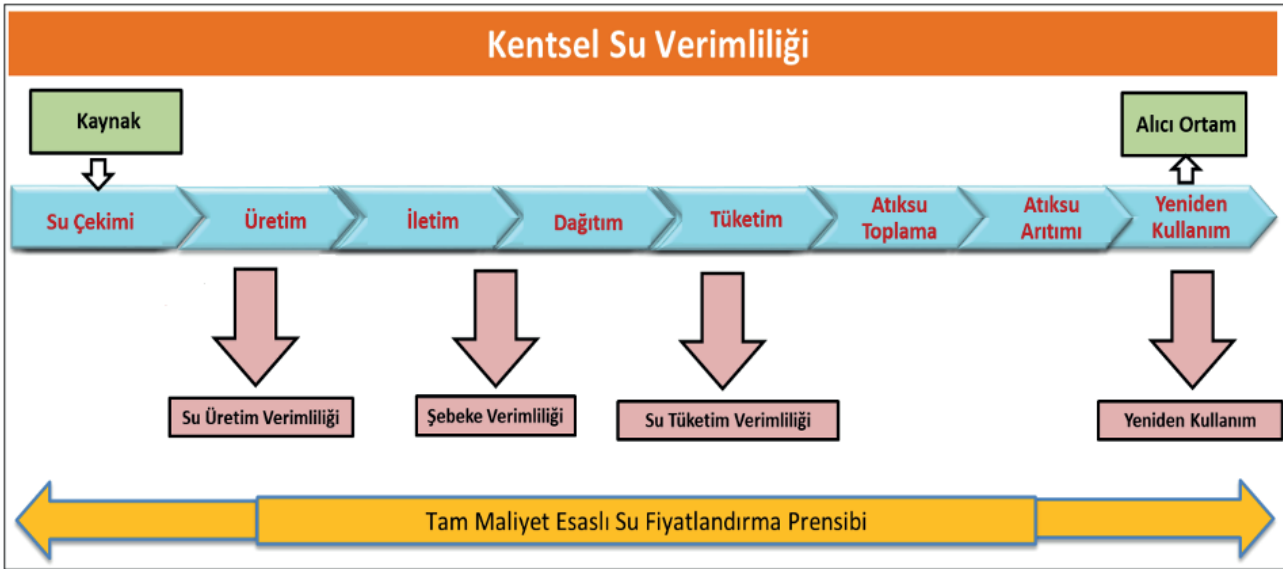 Kentsel Su Verimliliği
Kaynak
Alıcı Ortam
Su Çekimi
Üretim
İletim
Dağıtım
Tüketim
Atıksu
Toplama
Atıksu
Arıtımı
Yeniden
Kullanım
Su Üretim Verimliliği
Şebeke Verimliliği
Su Tüketim Verimliliği
Yeniden Kullanım
Tam Maliyet Esaslı Su Fiyatlandırma Prensibi